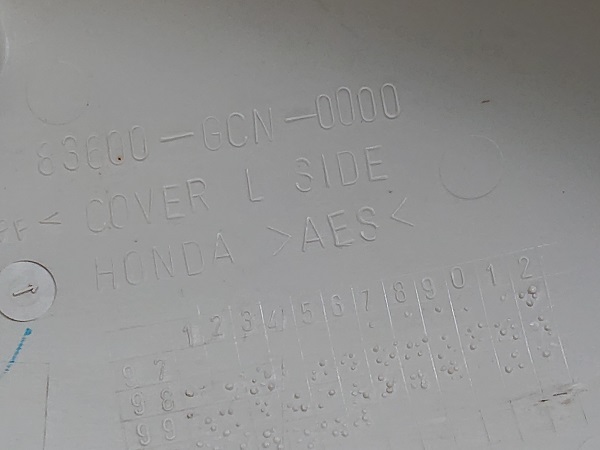 83600-GCN-0000
< COVER L SIDE
HONDA >AES<
1 2 3 4 5 6 7 8 9 0 1 2
97
98
99